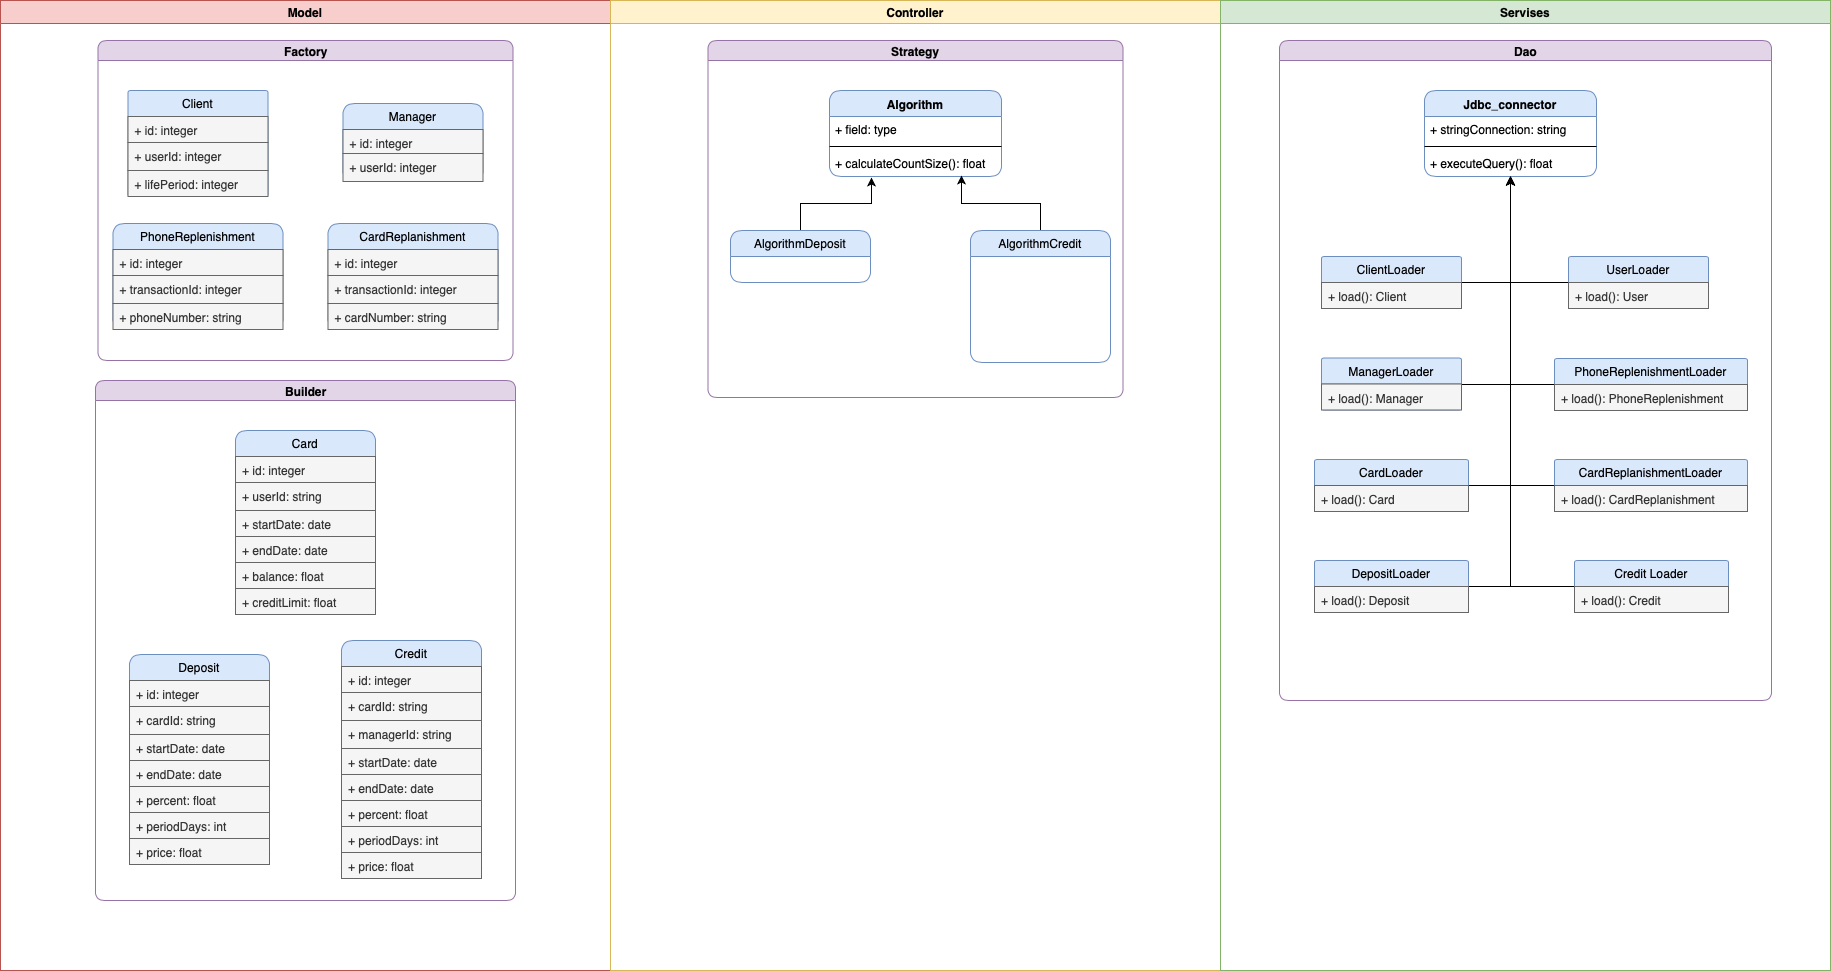 Model
Factory
Client
+ id: integer
+ userId: integer
+ lifePeriod: integer
Manager
+ id: integer
+ userId: integer
PhoneReplenishment
+ id: integer
+ transactionId: integer
+ phoneNumber: string
CardReplanishment
+ id: integer
+ transactionId: integer
+ cardNumber: string
Builder
Card
+ id: integer
+ userId: string
+ startDate: date
+ endDate: date
+ balance: float
+ creditLimit: float
Deposit
+ id: integer
+ cardId: string
+ startDate: date
+ endDate: date
+ percent: float
+ periodDays: int
+ price: float
Credit
+ id: integer
+ cardId: string
+ managerId: string
+ startDate: date
+ endDate: date
+ percent: float
+ periodDays: int
+ price: float
Controller
Strategy
Algorithm
+ field: type
+ calculateCountSize(): float
AlgorithmDeposit
AlgorithmCredit
Servises
Dao
Jdbc_connector
+ stringConnection: string
+ executeQuery(): float
ClientLoader
+ load(): Client
UserLoader
+ load(): User
ManagerLoader
+ load(): Manager
PhoneReplenishmentLoader
+ load(): PhoneReplenishment
CardLoader
+ load(): Card
CardReplanishmentLoader
+ load(): CardReplanishment
DepositLoader
+ load(): Deposit
Credit Loader
+ load(): Credit